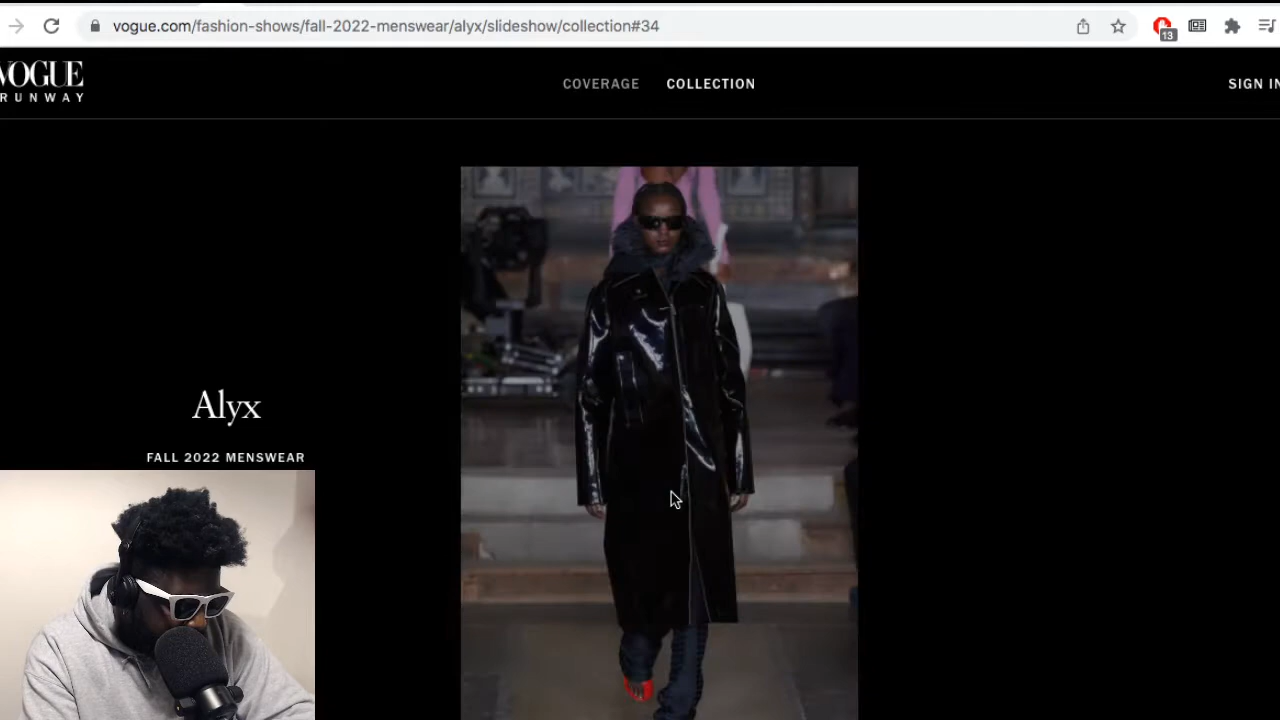 vogue.com/fashion-shows/fall-2022-menswear/alyx/slideshow/collection#34
13
VOGUE
RUNWAY
COVERAGE COLLECTION
SIGN IN
Alyx
FALL 2022 MENSWEAR